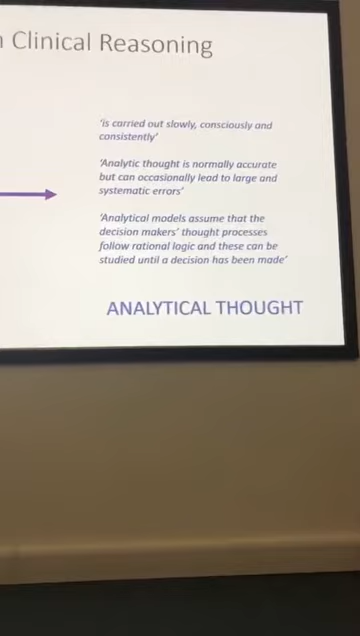 n Clinical Reasoning
'is carried out slowly, consciously and
consistently'
'Analytic thought is normally accurate
but can occasionally lead to large and
systematic errors'
'Analytical models assume that the
decision makers' thought processes
follow rational logic and these can be
studied until a decision has been made'
ANALYTICAL THOUGHT